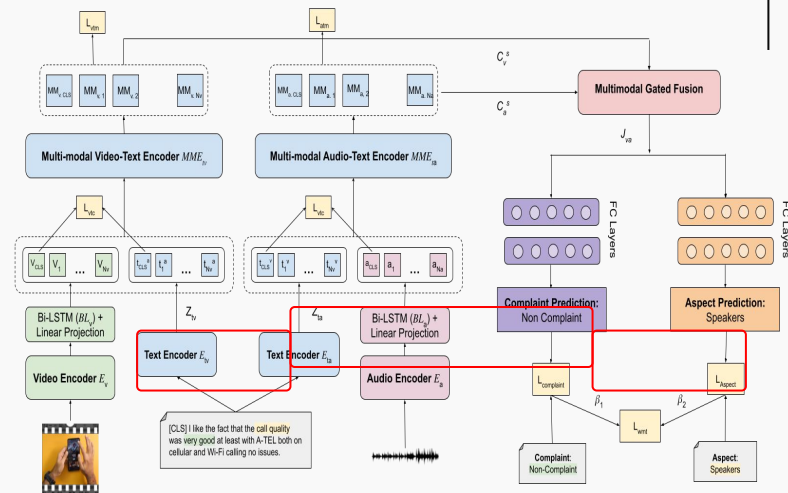 L_vtm
L_atm
C_v^s
MM_v, CLS MM_v, 1 MM_v, 2 MM_v, Nv
MM_a, CLS MM_a, 1 MM_a, 2 MM_a, Na
C_a^s
Multimodal Gated Fusion
J_va
Multi-modal Video-Text Encoder MME_tv
Multi-modal Audio-Text Encoder MME_ta
FC Layers
FC Layers
L_vtc
L_vtc
V_CLS V_1 ... V_Nv
t_CLS^a t_1^a ... t_Nv^a
t_CLS^v t_1^v ... t_Nv^v
a_CLS a_1 ... a_Na
Z_tv
Z_ta
Bi-LSTM (BL_v) +
Linear Projection
Bi-LSTM (BL_a) +
Linear Projection
Complaint Prediction:
Non Complaint
Aspect Prediction:
Speakers
Video Encoder E_v
Text Encoder E_tv
Text Encoder E_ta
Audio Encoder E_a
L_complaint
L_Aspect
β_1
β_2
L_wmt
[CLS] I like the fact that the call quality
was very good at least with A-TEL both on
cellular and Wi-Fi calling no issues.
Complaint:
Non-Complaint
Aspect:
Speakers